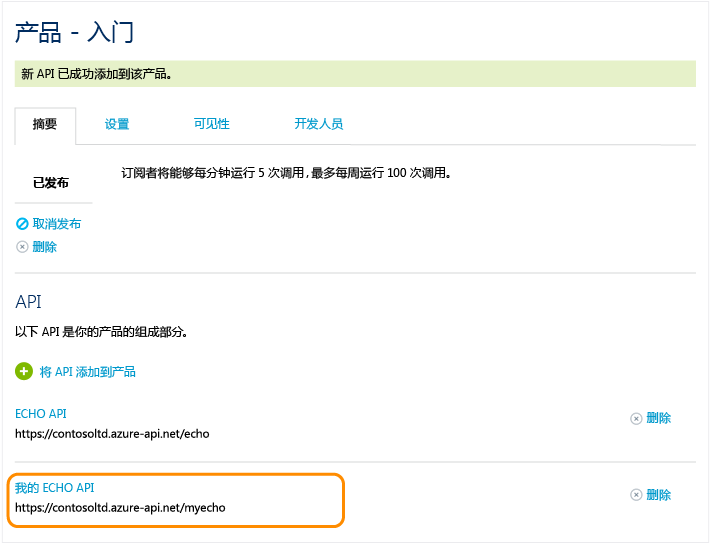 产品 - 入门
新 API 已成功添加到该产品。
摘要 设置 可见性 开发人员
已发布 订阅者将能够每分钟运行 5 次调用,最多每周运行 100 次调用。
取消发布
删除
API
以下 API 是你的产品的组成部分。
将 API 添加到产品
ECHO API 删除
https://contosoltd.azure-api.net/echo
我的 ECHO API 删除
https://contosoltd.azure-api.net/myecho